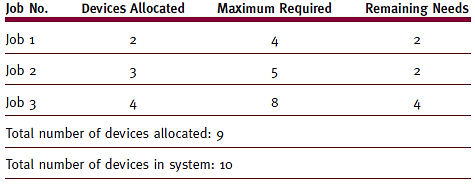 Job No. Devices Allocated Maximum Required Remaining Needs
Job 1 2 4 2
Job 2 3 5 2
Job 3 4 8 4
Total number of devices allocated: 9
Total number of devices in system: 10